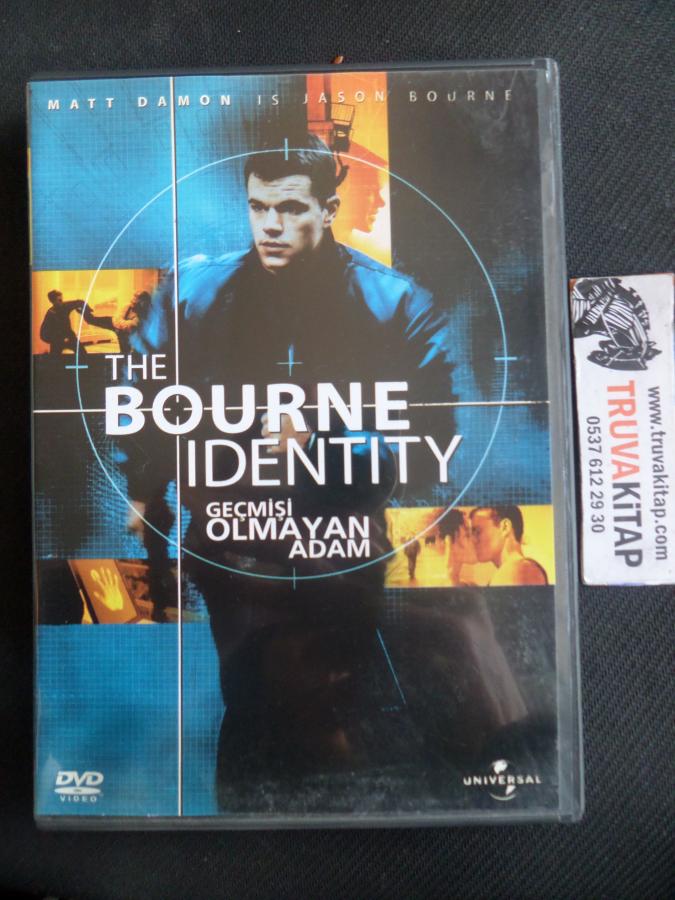 MATT DAMON IS JASON BOURNE
THE
BOURNE
IDENTITY
GEÇMİŞİ
OLMAYAN
ADAM
DVD
VIDEO
UNIVERSAL
www.truvakitap.com
TRUVAKİTAP
0537 612 29 30